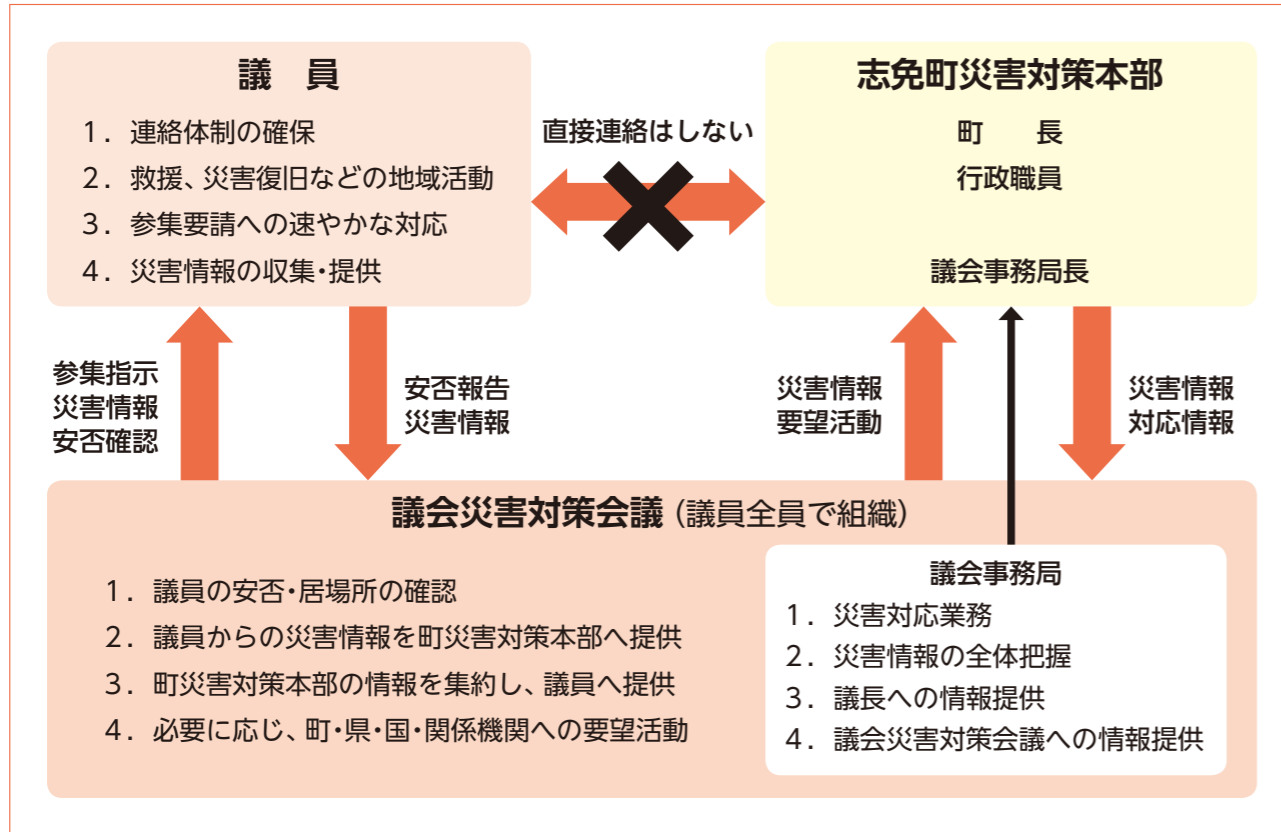 議　員
1．連絡体制の確保
2．救援、災害復旧などの地域活動
3．参集要請への速やかな対応
4．災害情報の収集・提供
直接連絡はしない
志免町災害対策本部
町　　長
行政職員
議会事務局長
参集指示
災害情報
安否確認
安否報告
災害情報
災害情報
要望活動
災害情報
対応情報
議会災害対策会議（議員全員で組織）
1．議員の安否・居場所の確認
2．議員からの災害情報を町災害対策本部へ提供
3．町災害対策本部の情報を集約し、議員へ提供
4．必要に応じ、町・県・国・関係機関への要望活動
議会事務局
1．災害対応業務
2．災害情報の全体把握
3．議長への情報提供
4．議会災害対策会議への情報提供